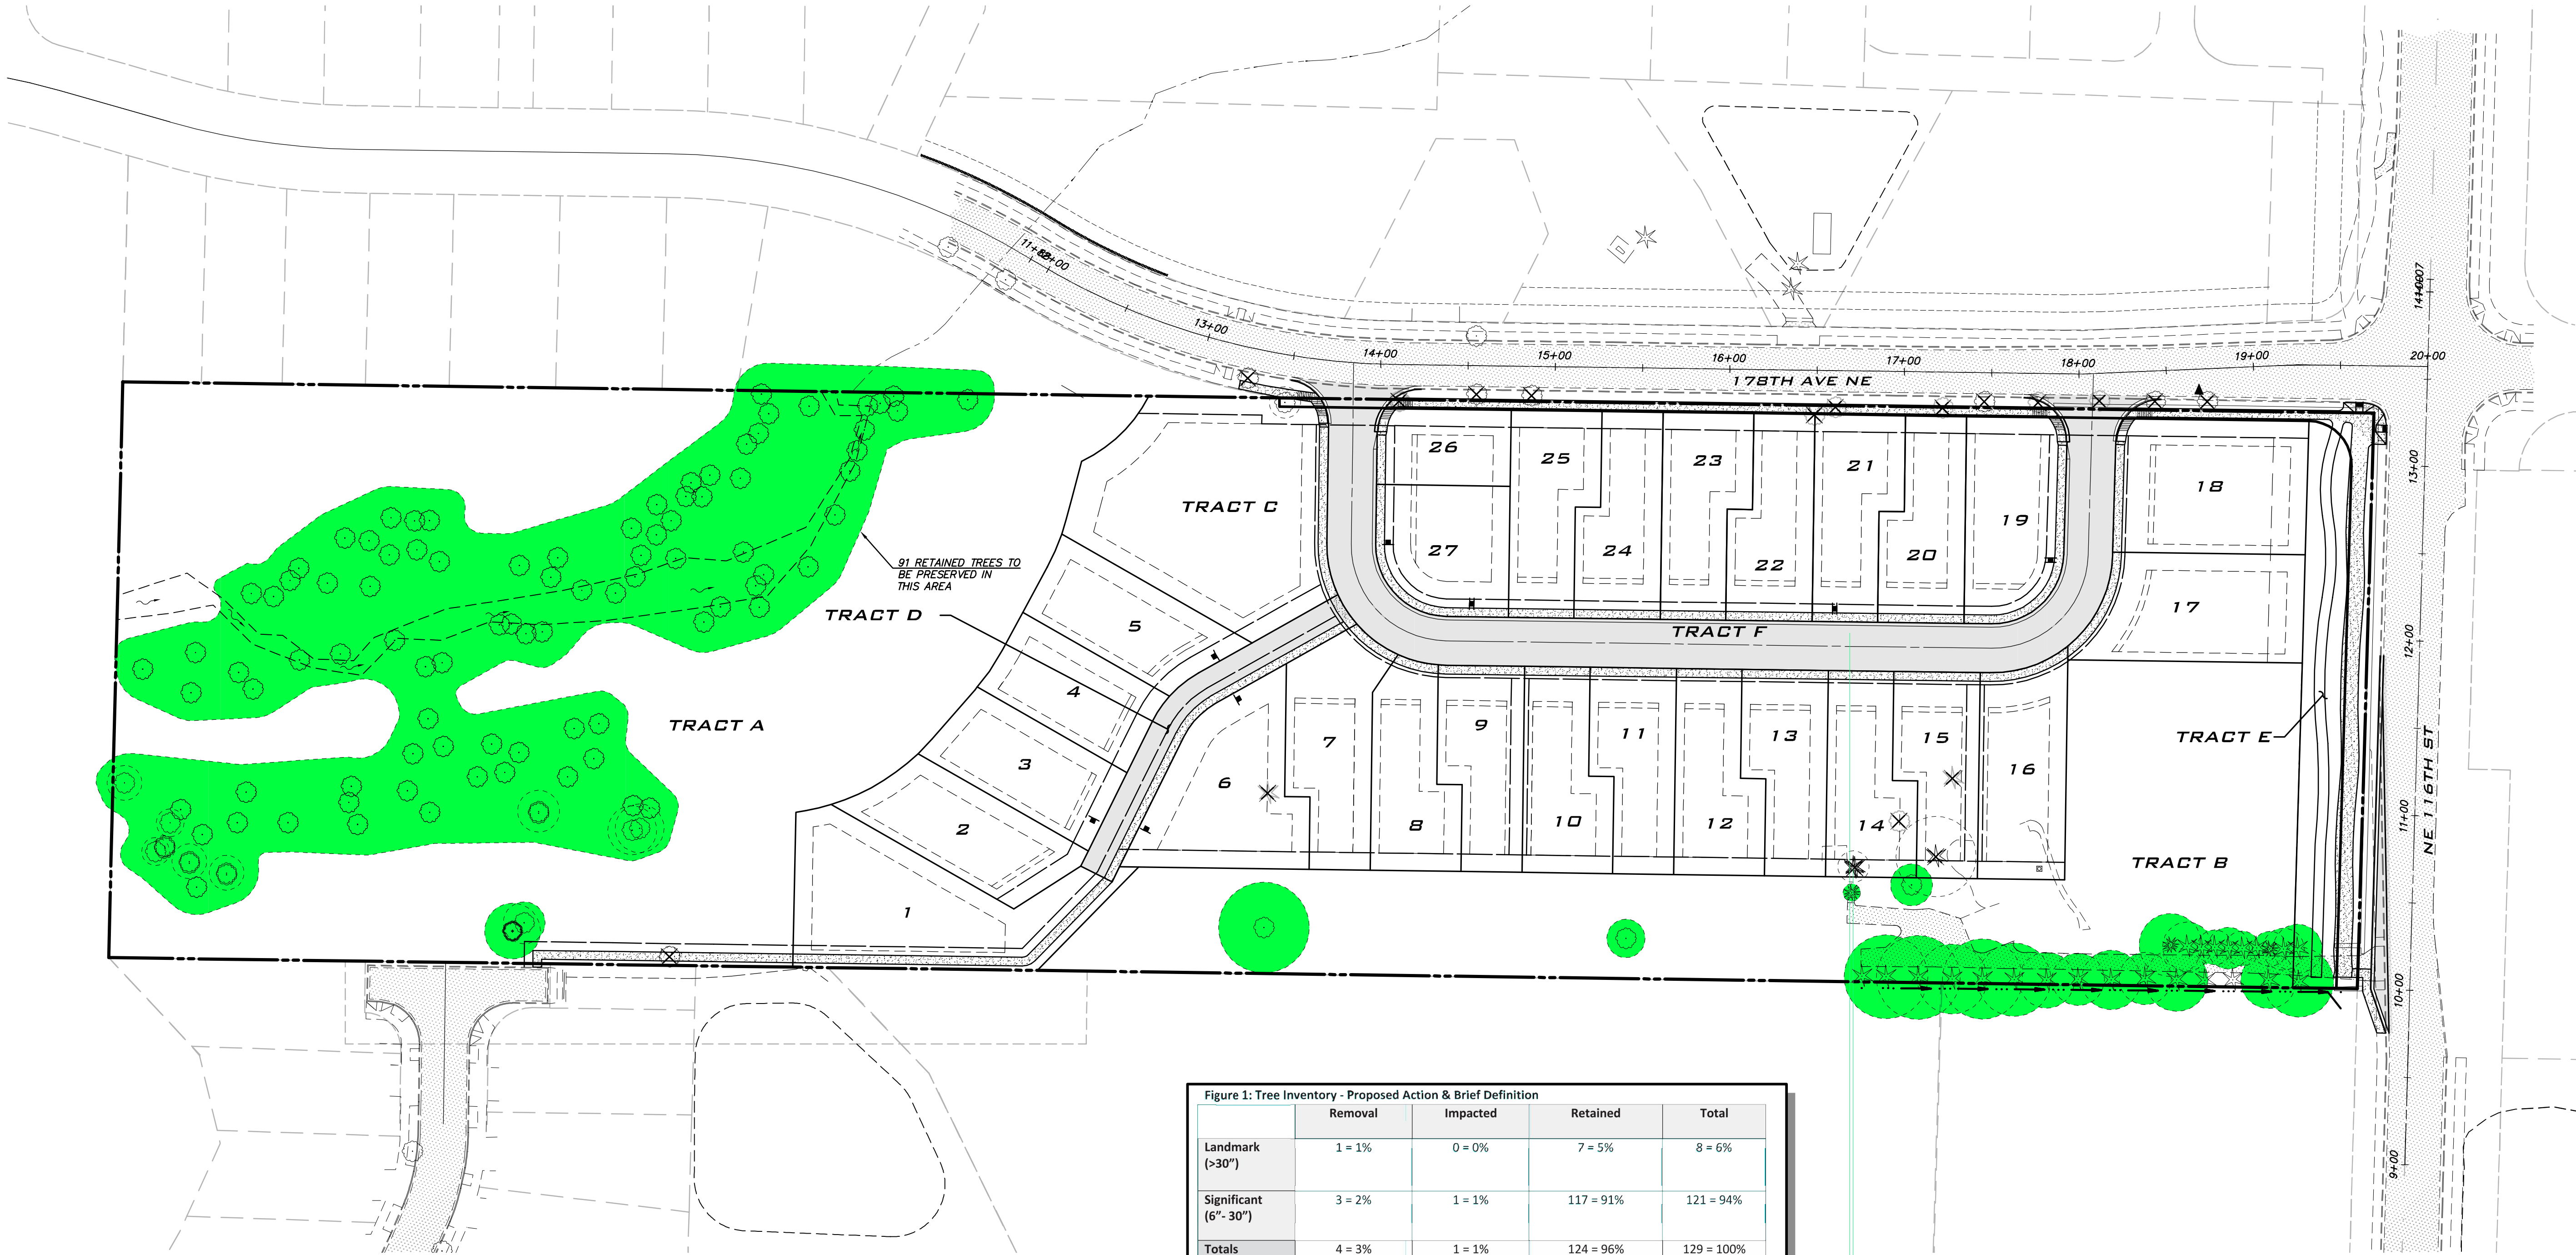 11+
12+00
13+00
14+00
15+00
16+00
17+00
18+00
19+00
20+00
178TH AVE NE
13+00
12+00
11+00
10+00
9+00
NE 116TH ST
TRACT C
26
25
23
21
18
27
24
22
20
19
17
91 RETAINED TREES TO
BE PRESERVED IN
THIS AREA
TRACT D
TRACT F
5
4
3
2
1
TRACT A
6
7
8
9
10
11
12
13
14
15
16
TRACT E
TRACT B
Figure 1: Tree Inventory - Proposed Action & Brief Definition
Removal Impacted Retained Total
Landmark 1 = 1% 0 = 0% 7 = 5% 8 = 6%
(>30")
Significant 3 = 2% 1 = 1% 117 = 91% 121 = 94%
(6"- 30")
Totals 4 = 3% 1 = 1% 124 = 96% 129 = 100%